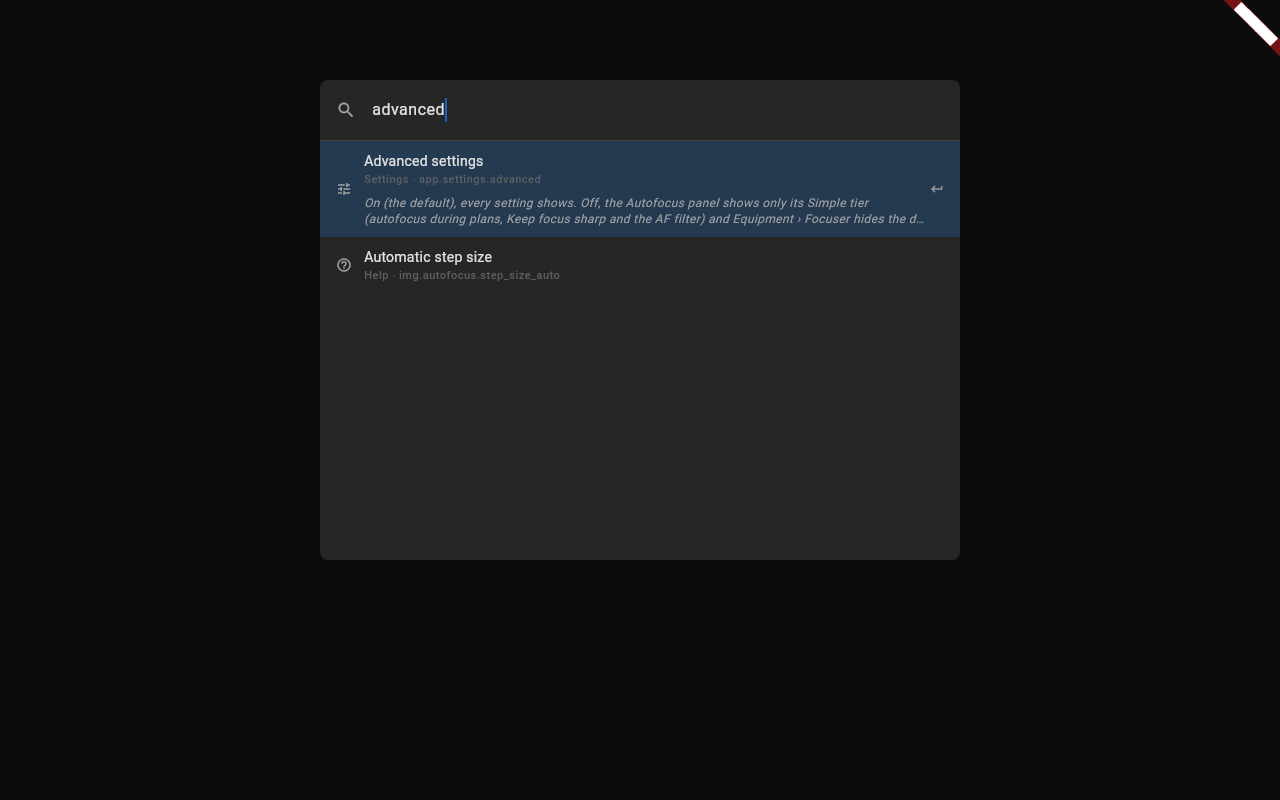 advanced
Advanced settings
Settings · app.settings.advanced
On (the default), every setting shows. Off, the Autofocus panel shows only its Simple tier
(autofocus during plans, Keep focus sharp and the AF filter) and Equipment › Focuser hides the d…
Automatic step size
Help · img.autofocus.step_size_auto